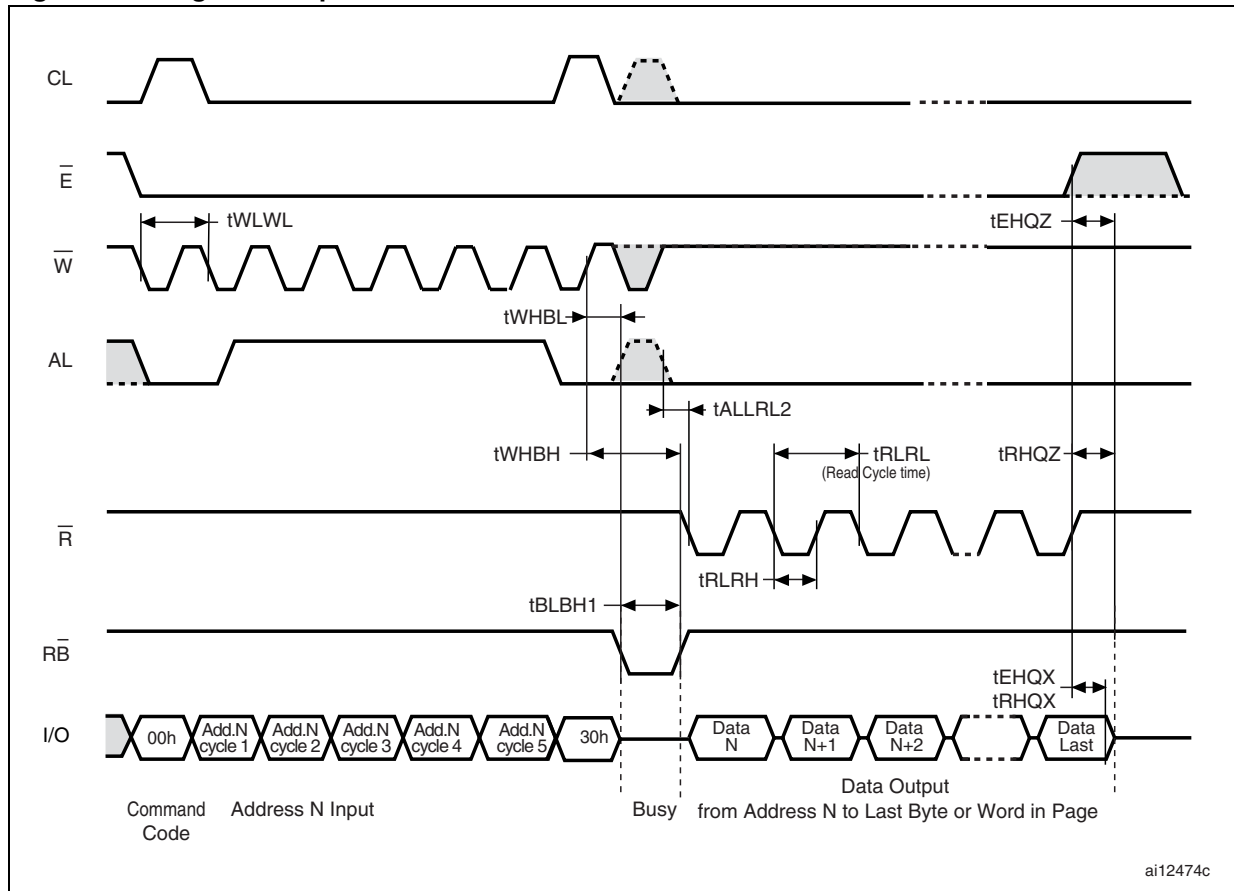 CL
E
tWLWL
tEHQZ
W
tWHBL
AL
tALLRL2
tWHBH
tRLRL
(Read Cycle time)
tRHQZ
R
tRLRH
tBLBH1
RB
tEHQX
tRHQX
I/O
00h
Add.N
cycle 1
Add.N
cycle 2
Add.N
cycle 3
Add.N
cycle 4
Add.N
cycle 5
30h
Data
N
Data
N+1
Data
N+2
Data
Last
Command
Code
Address N Input
Busy
Data Output
from Address N to Last Byte or Word in Page
ai12474c